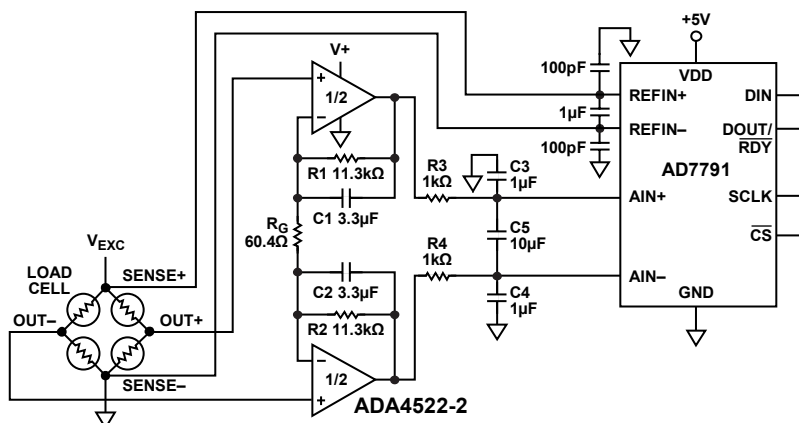 +5V
V+
100pF
VDD
1/2
REFIN+
DIN
1µF
REFIN–
DOUT/
RDY
100pF
AD7791
R1 11.3kΩ
R3
1kΩ
C3
1µF
C1 3.3µF
AIN+
SCLK
RG
60.4Ω
C5
10µF
VEXC
R4
1kΩ
CS
LOAD
CELL
SENSE+
C2 3.3µF
AIN–
OUT–
OUT+
R2 11.3kΩ
C4
1µF
GND
SENSE–
1/2
ADA4522-2